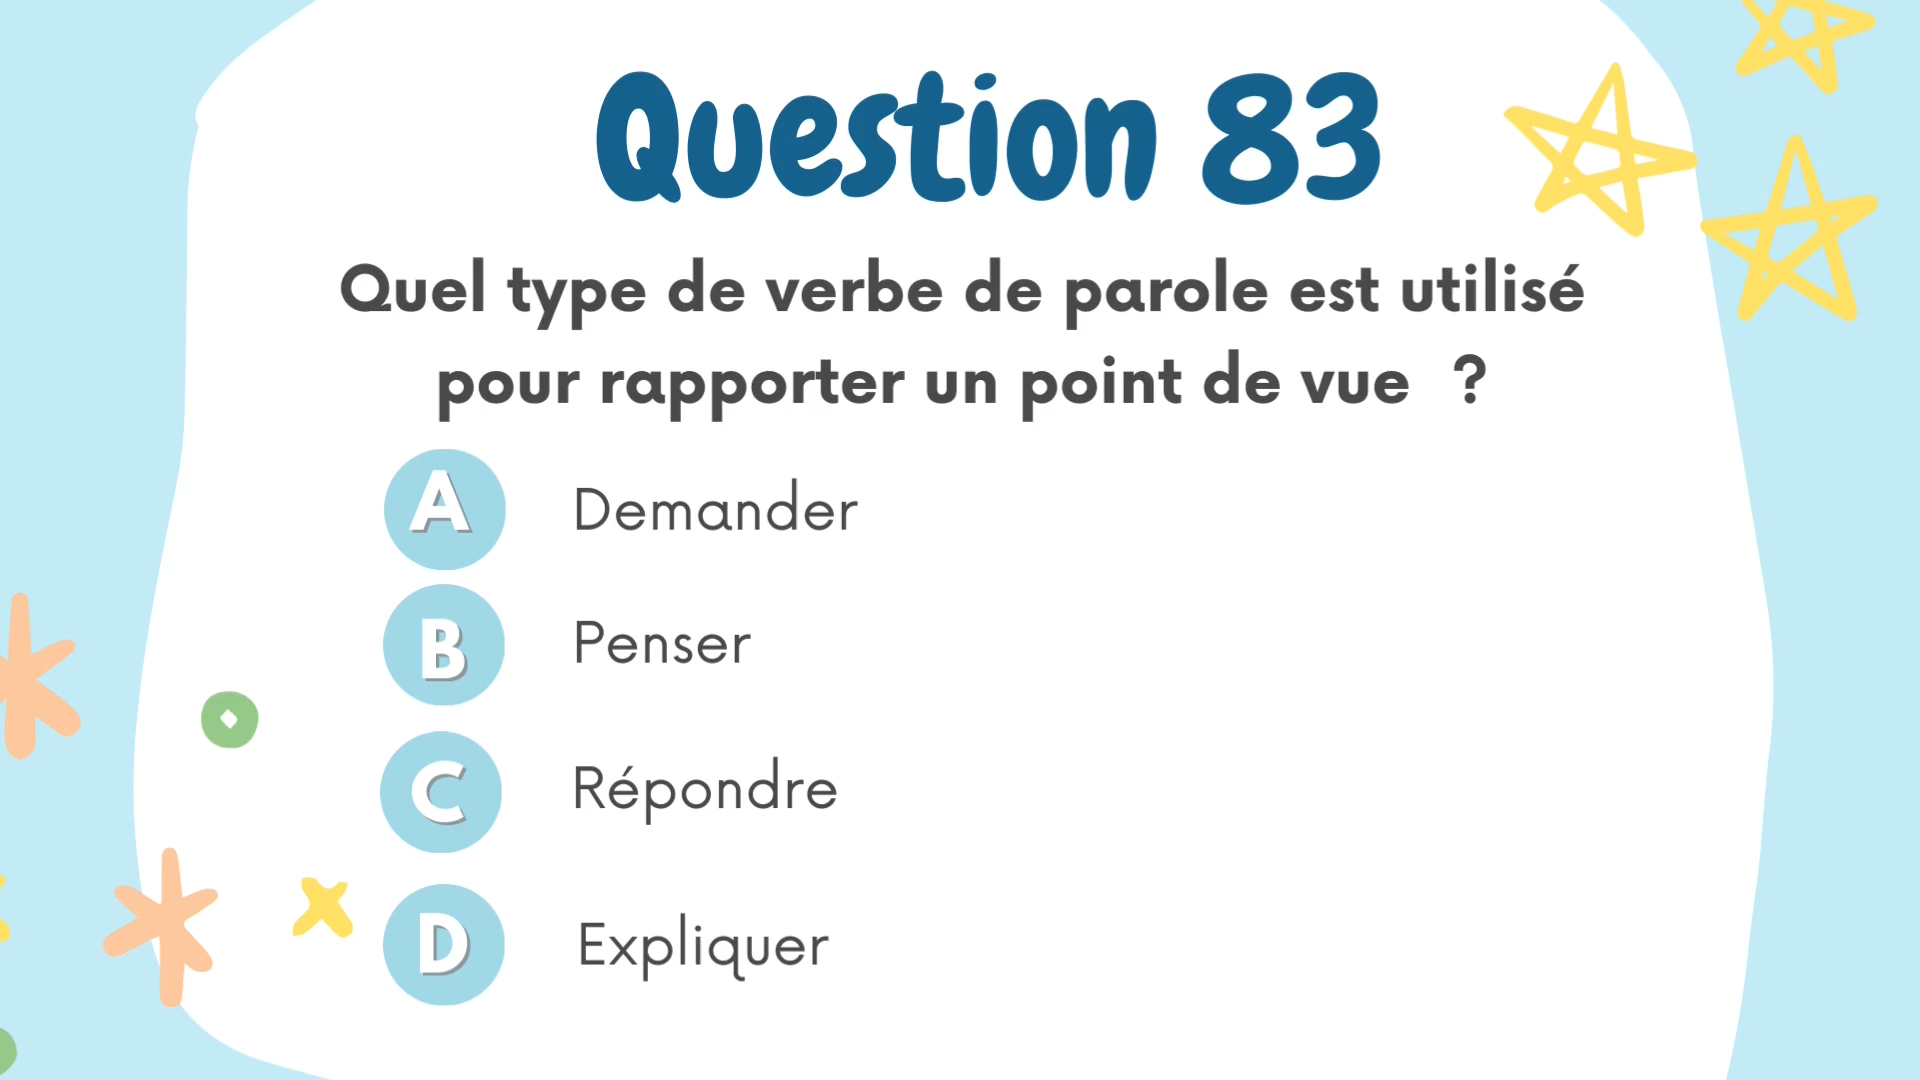 Question 83
Quel type de verbe de parole est utilisé
pour rapporter un point de vue  ?
A Demander
B Penser
C Répondre
D Expliquer